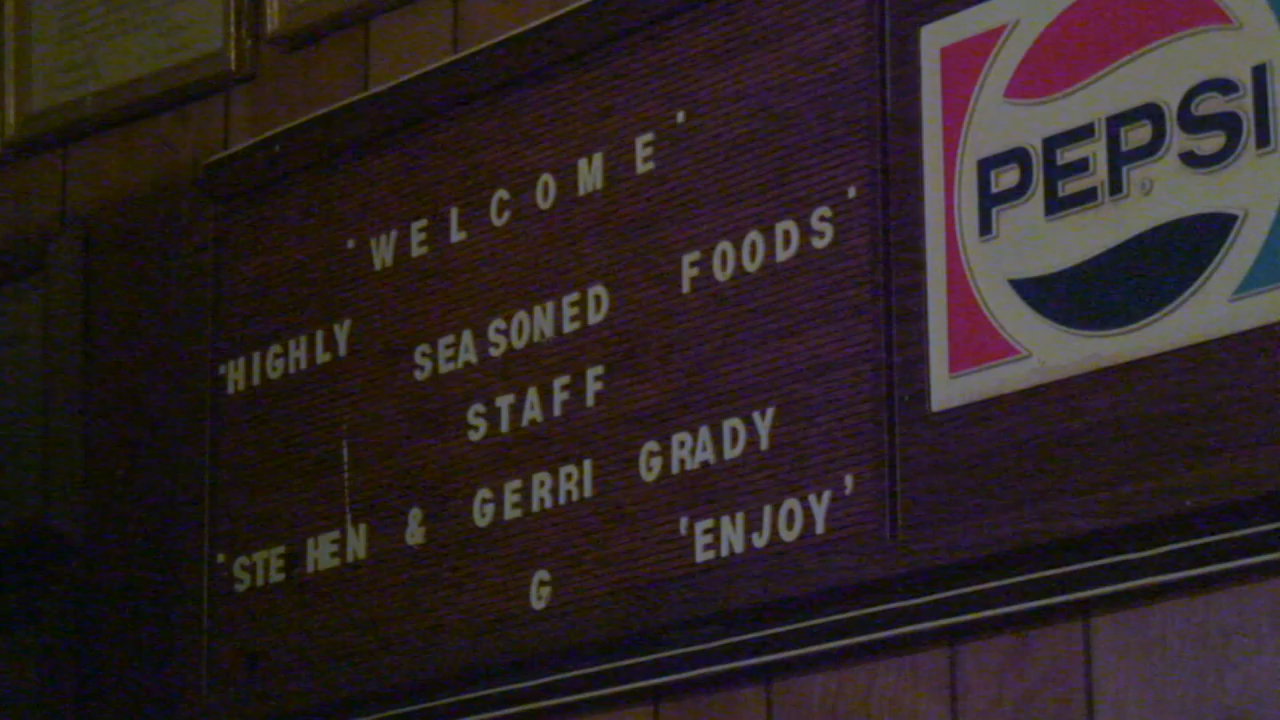 'WELCOME'
'HIGHLY SEASONED FOODS'
STAFF
'STE HEN & GERRI GRADY
G 'ENJOY'
PEPSI